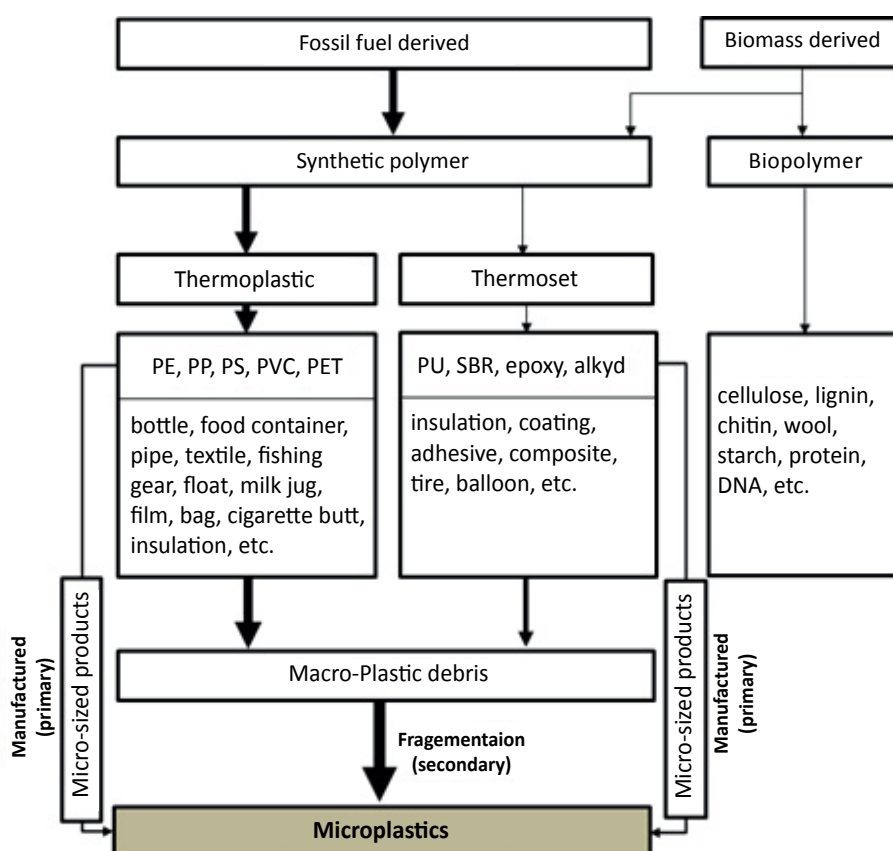 Fossil fuel derived
Biomass derived
Synthetic polymer
Biopolymer
Thermoplastic
Thermoset
PE, PP, PS, PVC, PET
bottle, food container,
pipe, textile, fishing
gear, float, milk jug,
film, bag, cigarette butt,
insulation, etc.
PU, SBR, epoxy, alkyd
insulation, coating,
adhesive, composite,
tire, balloon, etc.
cellulose, lignin,
chitin, wool,
starch, protein,
DNA, etc.
Manufactured
(primary)
Micro-sized products
Macro-Plastic debris
Micro-sized products
Manufactured
(primary)
Fragementaion
(secondary)
Microplastics